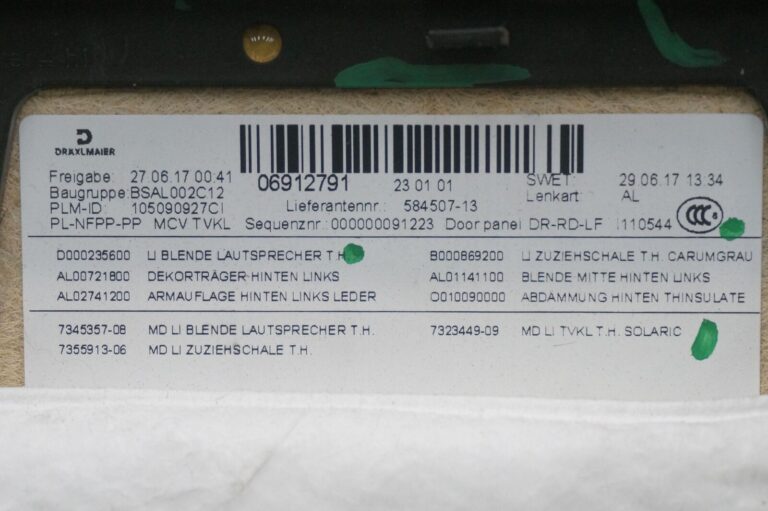 DRÄXLMAIER
Freigabe: 27.06.17 00:41
Baugruppe: BSAL002C12
PLM-ID: 105090927CI
PL-NFPP-PP MCV TVKL
06912791 23 01 01
Lieferantennr.: 584507-13
Sequenznr: 000000091223 Door panel DR-RD-LF I110544
SWET: 29.06.17 13:34
Lenkart: AL
CCC
D000235600 LI BLENDE LAUTSPRECHER T.H.
AL00721800 DEKORTRÄGER HINTEN LINKS
AL02741200 ARMAUFLAGE HINTEN LINKS LEDER
B000869200 LI ZUZIEHSCHALE T.H. CARUMGRAU
AL01141100 BLENDE MITTE HINTEN LINKS
O010090000 ABDAMMUNG HINTEN THINSULATE
7345357-08 MD LI BLENDE LAUTSPRECHER T.H.
7355913-06 MD LI ZUZIEHSCHALE T.H.
7323449-09 MD LI TVKL T.H. SOLARIC